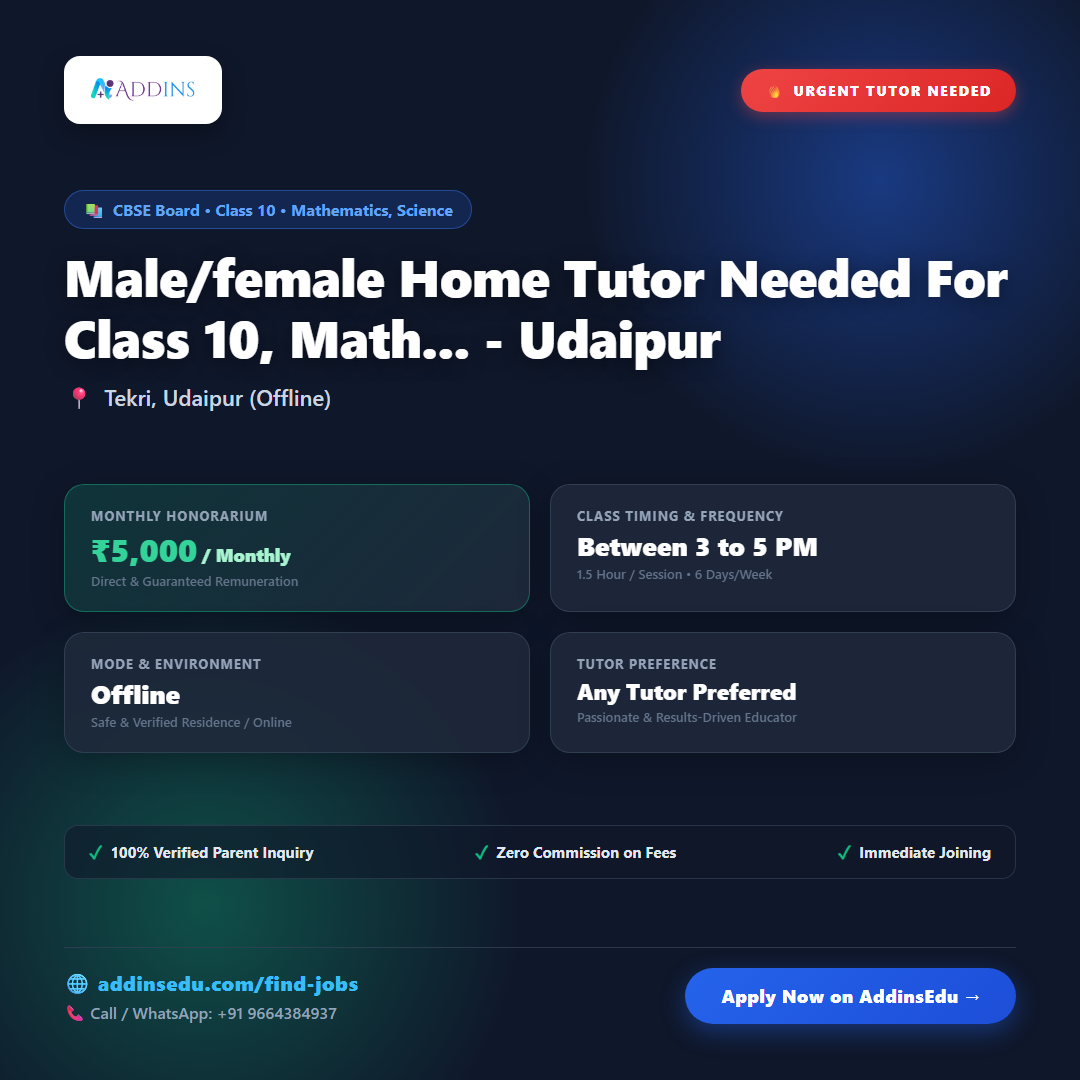 ADDINS
URGENT TUTOR NEEDED
CBSE Board • Class 10 • Mathematics, Science
Male/female Home Tutor Needed For
Class 10, Math... - Udaipur
Tekri, Udaipur (Offline)
MONTHLY HONORARIUM
₹5,000 / Monthly
Direct & Guaranteed Remuneration
CLASS TIMING & FREQUENCY
Between 3 to 5 PM
1.5 Hour / Session • 6 Days/Week
MODE & ENVIRONMENT
Offline
Safe & Verified Residence / Online
TUTOR PREFERENCE
Any Tutor Preferred
Passionate & Results-Driven Educator
✓ 100% Verified Parent Inquiry
✓ Zero Commission on Fees
✓ Immediate Joining
addinsedu.com/find-jobs
Call / WhatsApp: +91 9664384937
Apply Now on AddinsEdu →